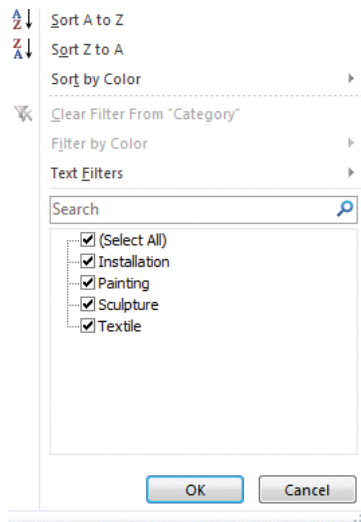 Sort A to Z
Sort Z to A
Sort by Color
Clear Filter From "Category"
Filter by Color
Text Filters
Search
(Select All)
Installation
Painting
Sculpture
Textile
OK Cancel